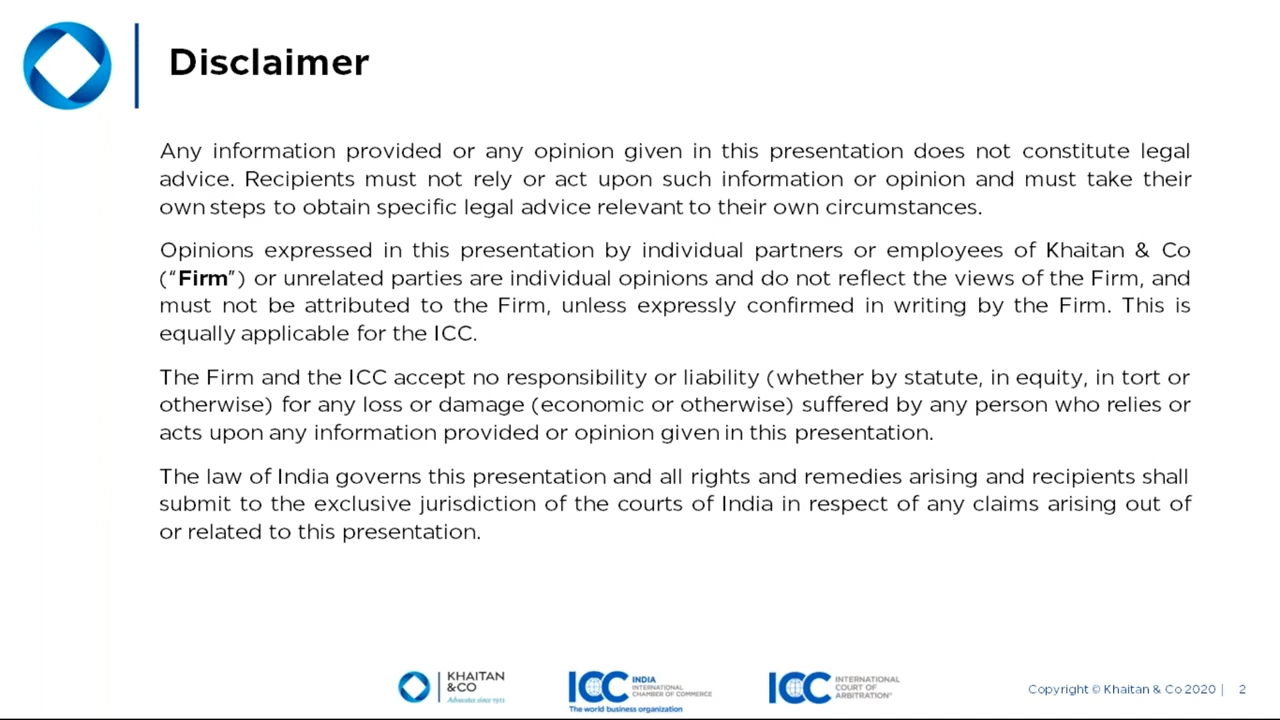 Disclaimer
Any information provided or any opinion given in this presentation does not constitute legal
advice. Recipients must not rely or act upon such information or opinion and must take their
own steps to obtain specific legal advice relevant to their own circumstances.
Opinions expressed in this presentation by individual partners or employees of Khaitan & Co
(“Firm”) or unrelated parties are individual opinions and do not reflect the views of the Firm, and
must not be attributed to the Firm, unless expressly confirmed in writing by the Firm. This is
equally applicable for the ICC.
The Firm and the ICC accept no responsibility or liability (whether by statute, in equity, in tort or
otherwise) for any loss or damage (economic or otherwise) suffered by any person who relies or
acts upon any information provided or opinion given in this presentation.
The law of India governs this presentation and all rights and remedies arising and recipients shall
submit to the exclusive jurisdiction of the courts of India in respect of any claims arising out of
or related to this presentation.
KHAITAN
&CO
Advocates since 1911
ICC INDIA
INTERNATIONAL
CHAMBER OF COMMERCE
The world business organization
ICC INTERNATIONAL
COURT OF
ARBITRATION®
Copyright © Khaitan & Co 2020 | 2